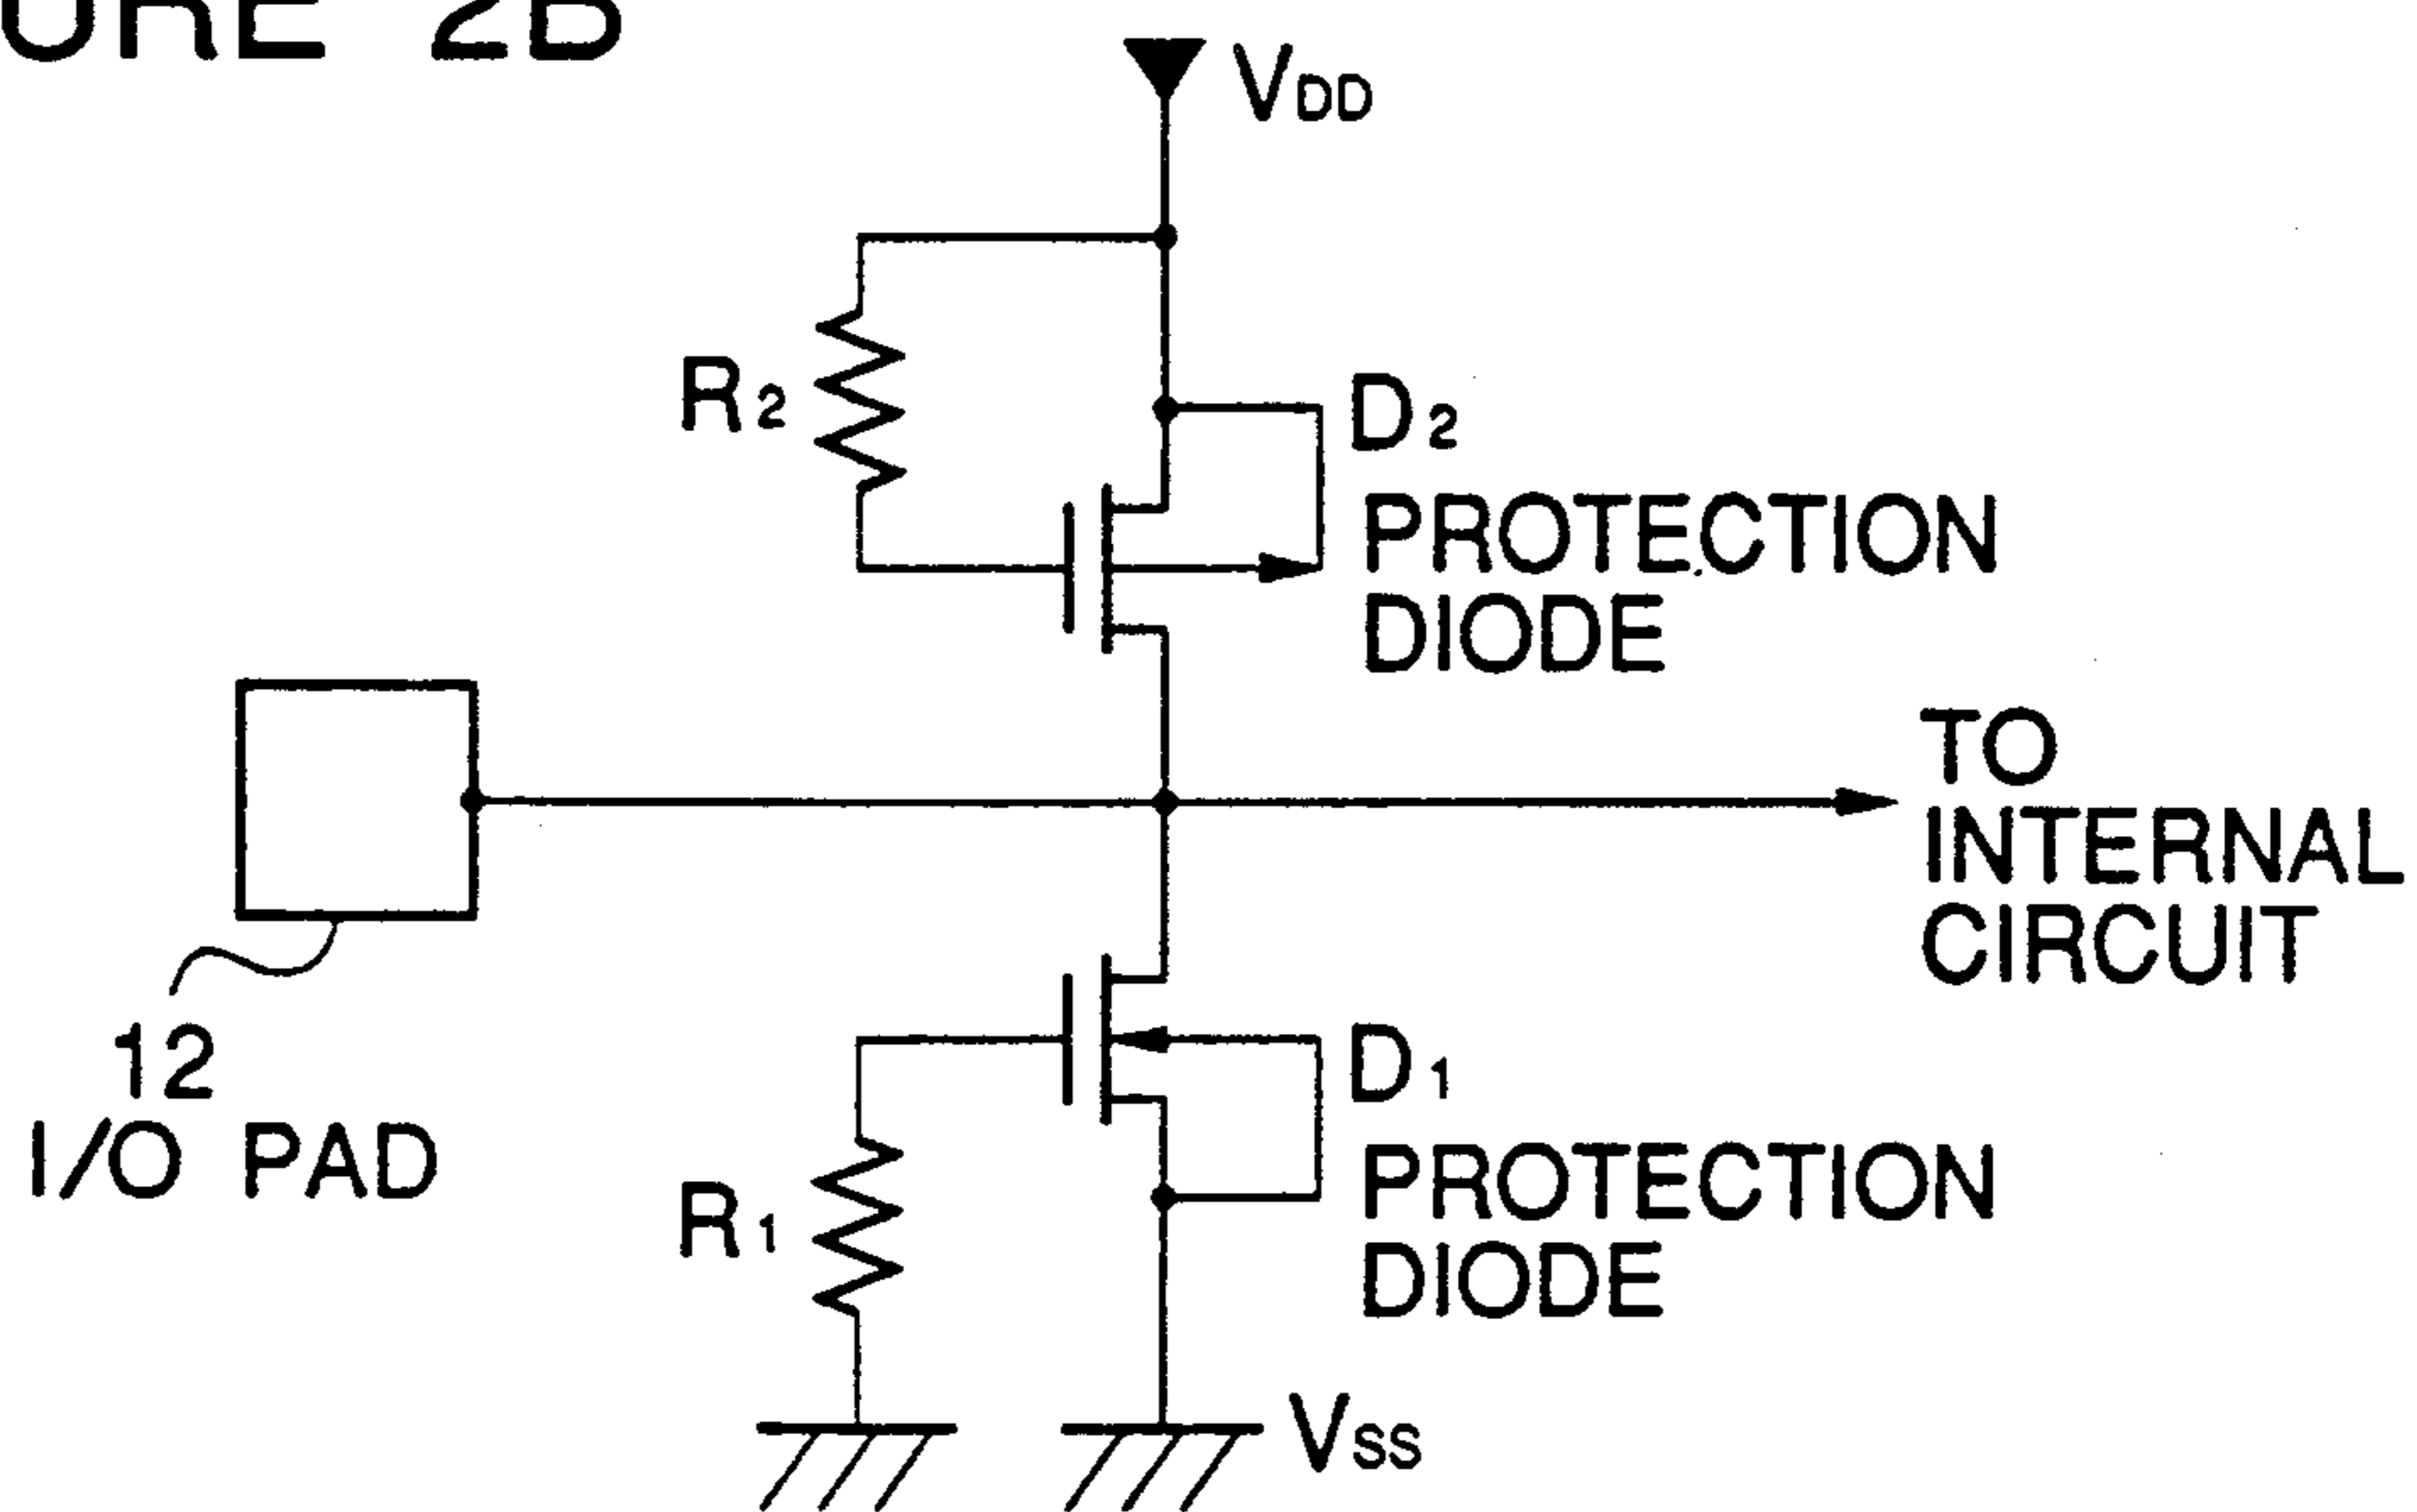 URE 2B
VDD
R2
D2
PROTECTION
DIODE
TO
INTERNAL
CIRCUIT
12
I/O PAD
D1
PROTECTION
DIODE
R1
VSS